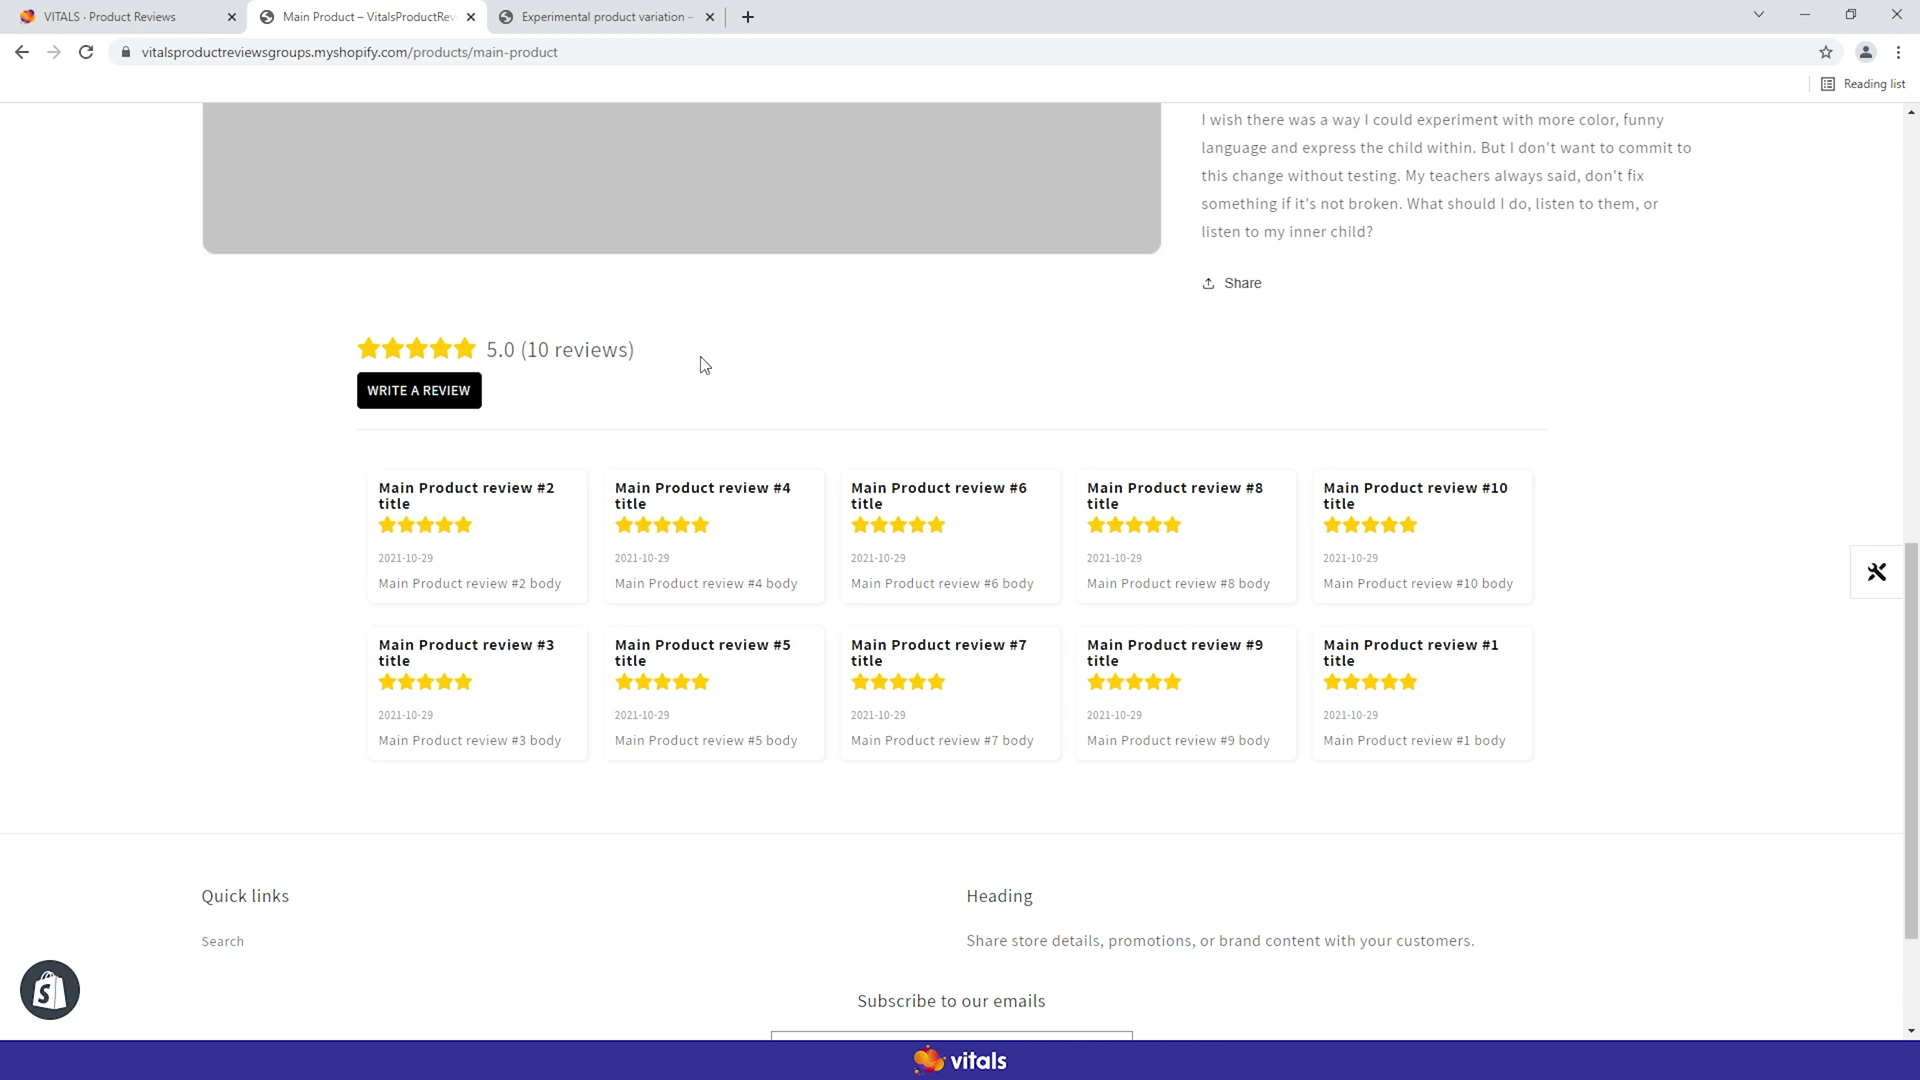 VITALS · Product Reviews
Main Product – VitalsProductRevi
Experimental product variation –
vitalsproductreviewsgroups.myshopify.com/products/main-product
Reading list
I wish there was a way I could experiment with more color, funny
language and express the child within. But I don't want to commit to
this change without testing. My teachers always said, don't fix
something if it's not broken. What should I do, listen to them, or
listen to my inner child?
Share
5.0 (10 reviews)
WRITE A REVIEW
Main Product review #2
title
2021-10-29
Main Product review #2 body
Main Product review #4
title
2021-10-29
Main Product review #4 body
Main Product review #6
title
2021-10-29
Main Product review #6 body
Main Product review #8
title
2021-10-29
Main Product review #8 body
Main Product review #10
title
2021-10-29
Main Product review #10 body
Main Product review #3
title
2021-10-29
Main Product review #3 body
Main Product review #5
title
2021-10-29
Main Product review #5 body
Main Product review #7
title
2021-10-29
Main Product review #7 body
Main Product review #9
title
2021-10-29
Main Product review #9 body
Main Product review #1
title
2021-10-29
Main Product review #1 body
Quick links
Search
Heading
Share store details, promotions, or brand content with your customers.
Subscribe to our emails
vitals